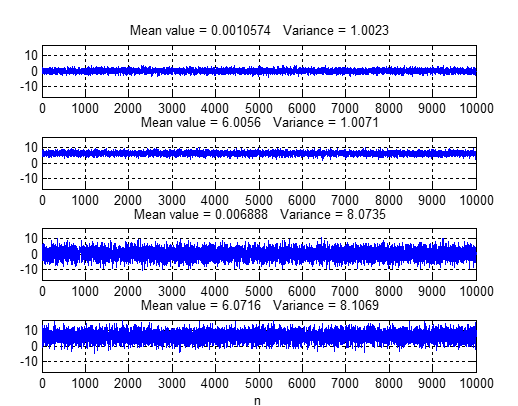 Mean value = 0.0010574 Variance = 1.0023
10
0
-10
0 1000 2000 3000 4000 5000 6000 7000 8000 9000 10000
Mean value = 6.0056 Variance = 1.0071
10
0
-10
0 1000 2000 3000 4000 5000 6000 7000 8000 9000 10000
Mean value = 0.006888 Variance = 8.0735
10
0
-10
0 1000 2000 3000 4000 5000 6000 7000 8000 9000 10000
Mean value = 6.0716 Variance = 8.1069
10
0
-10
0 1000 2000 3000 4000 5000 6000 7000 8000 9000 10000
n